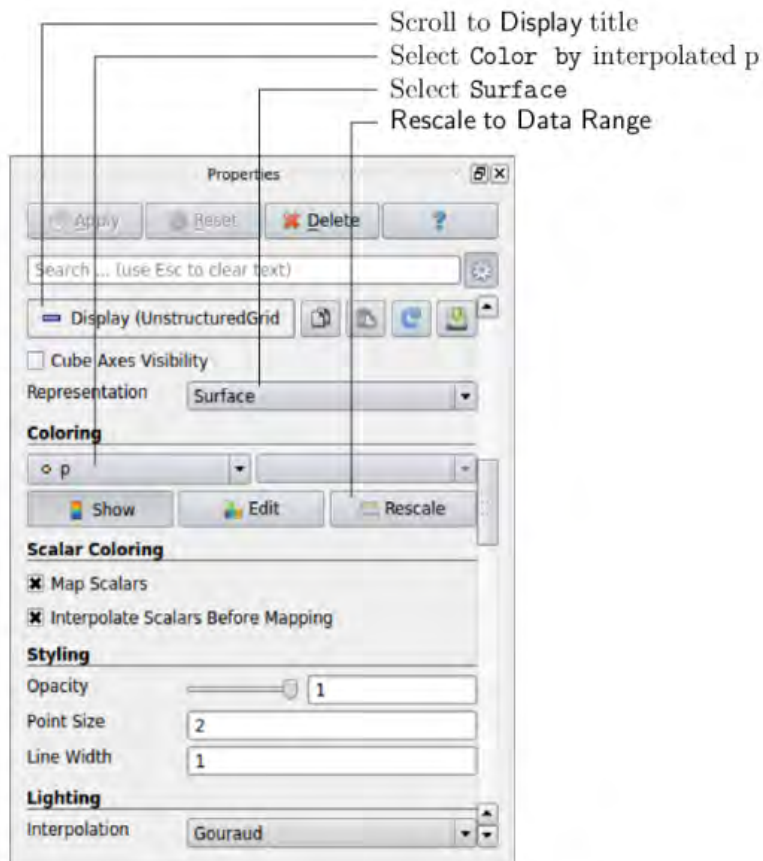 Scroll to Display title
Select Color by interpolated p
Select Surface
Rescale to Data Range
Properties
Apply Reset Delete ?
Search ... (use Esc to clear text)
Display (UnstructuredGrid
Cube Axes Visibility
Representation Surface
Coloring
p
Show Edit Rescale
Scalar Coloring
Map Scalars
Interpolate Scalars Before Mapping
Styling
Opacity 1
Point Size 2
Line Width 1
Lighting
Interpolation Gouraud